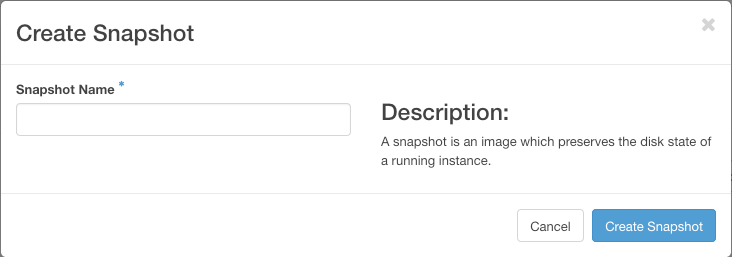 Create Snapshot
×
Snapshot Name *
Description:
A snapshot is an image which preserves the disk state of
a running instance.
Cancel
Create Snapshot